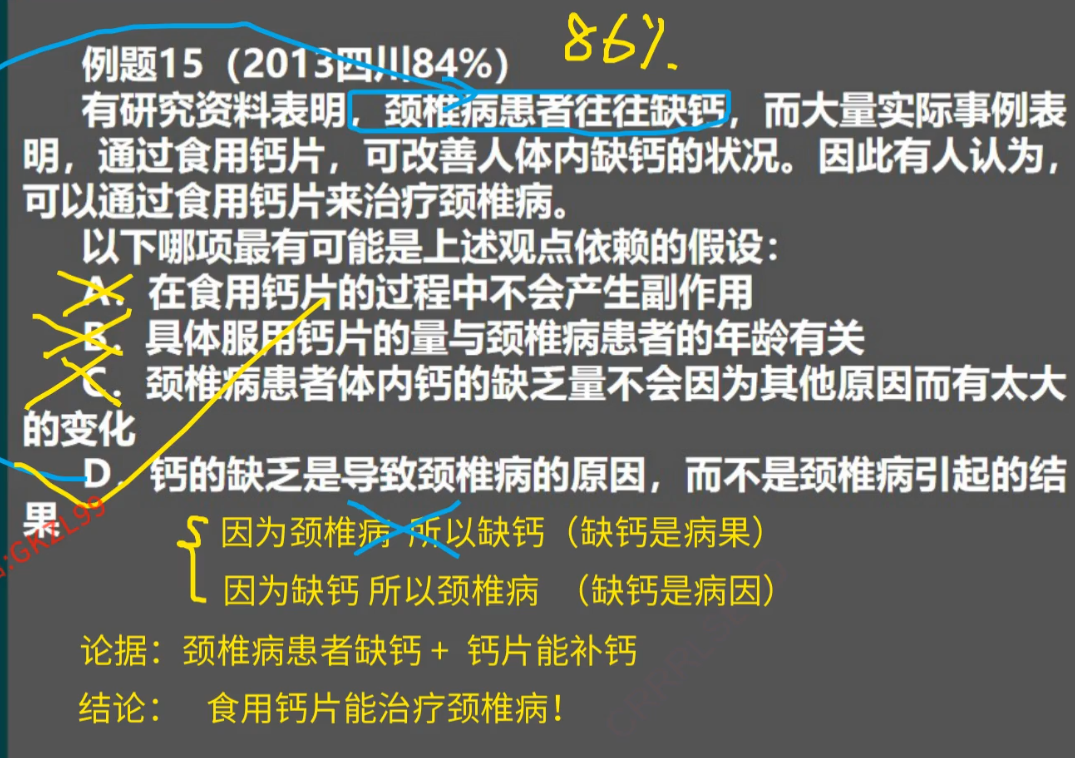 86%.
例题15（2013四川84%）
有研究资料表明，颈椎病患者往往缺钙，而大量实际事例表
明，通过食用钙片，可改善人体内缺钙的状况。因此有人认为，
可以通过食用钙片来治疗颈椎病。
以下哪项最有可能是上述观点依赖的假设：
A．在食用钙片的过程中不会产生副作用
B．具体服用钙片的量与颈椎病患者的年龄有关
C．颈椎病患者体内钙的缺乏量不会因为其他原因而有太大
的变化
D．钙的缺乏是导致颈椎病的原因，而不是颈椎病引起的结
果
因为颈椎病 所以缺钙（缺钙是病果）
因为缺钙 所以颈椎病 （缺钙是病因）
论据：颈椎病患者缺钙 + 钙片能补钙
结论： 食用钙片能治疗颈椎病！
:GKZL99